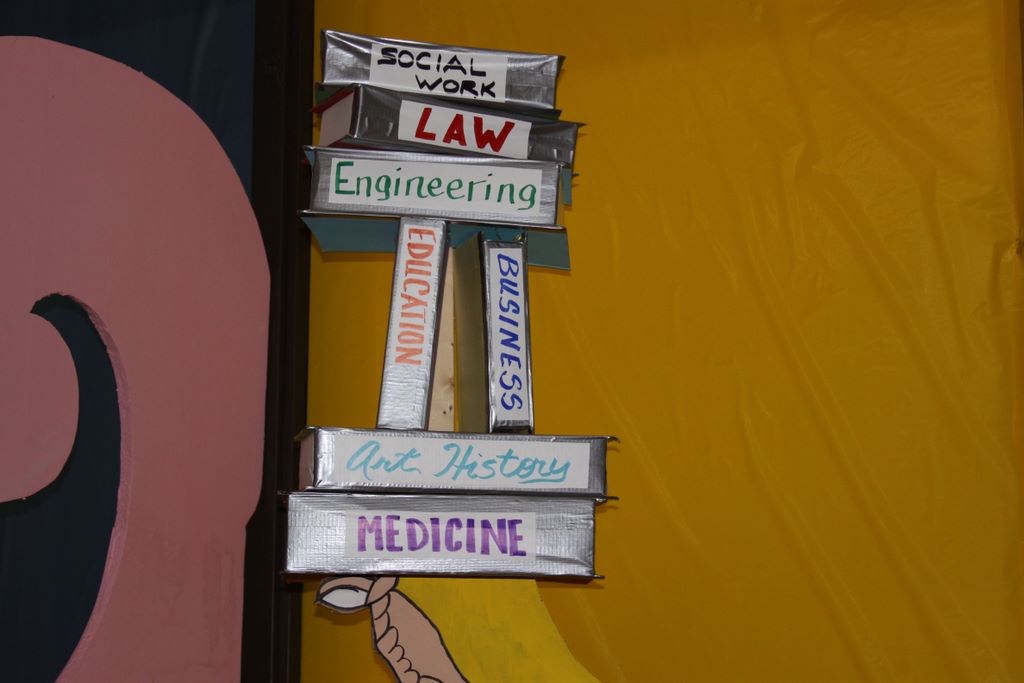 SOCIAL
WORK
LAW
Engineering
EDUCATION
BUSINESS
Art History
MEDICINE